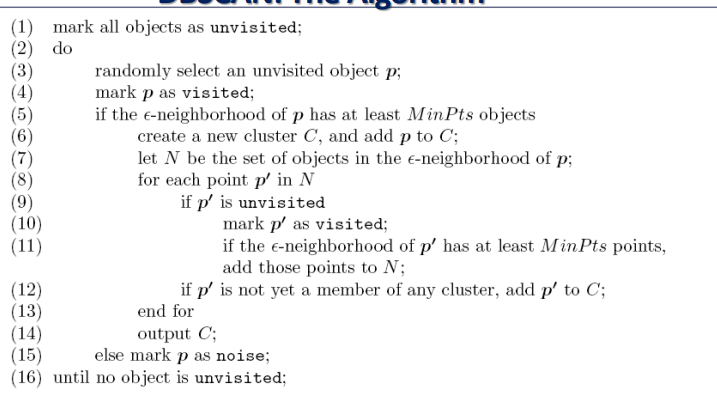 DBSCAN: The Algorithm
(1) mark all objects as unvisited;
(2) do
(3) randomly select an unvisited object p;
(4) mark p as visited;
(5) if the ϵ-neighborhood of p has at least MinPts objects
(6) create a new cluster C, and add p to C;
(7) let N be the set of objects in the ϵ-neighborhood of p;
(8) for each point p′ in N
(9) if p′ is unvisited
(10) mark p′ as visited;
(11) if the ϵ-neighborhood of p′ has at least MinPts points,
add those points to N;
(12) if p′ is not yet a member of any cluster, add p′ to C;
(13) end for
(14) output C;
(15) else mark p as noise;
(16) until no object is unvisited;